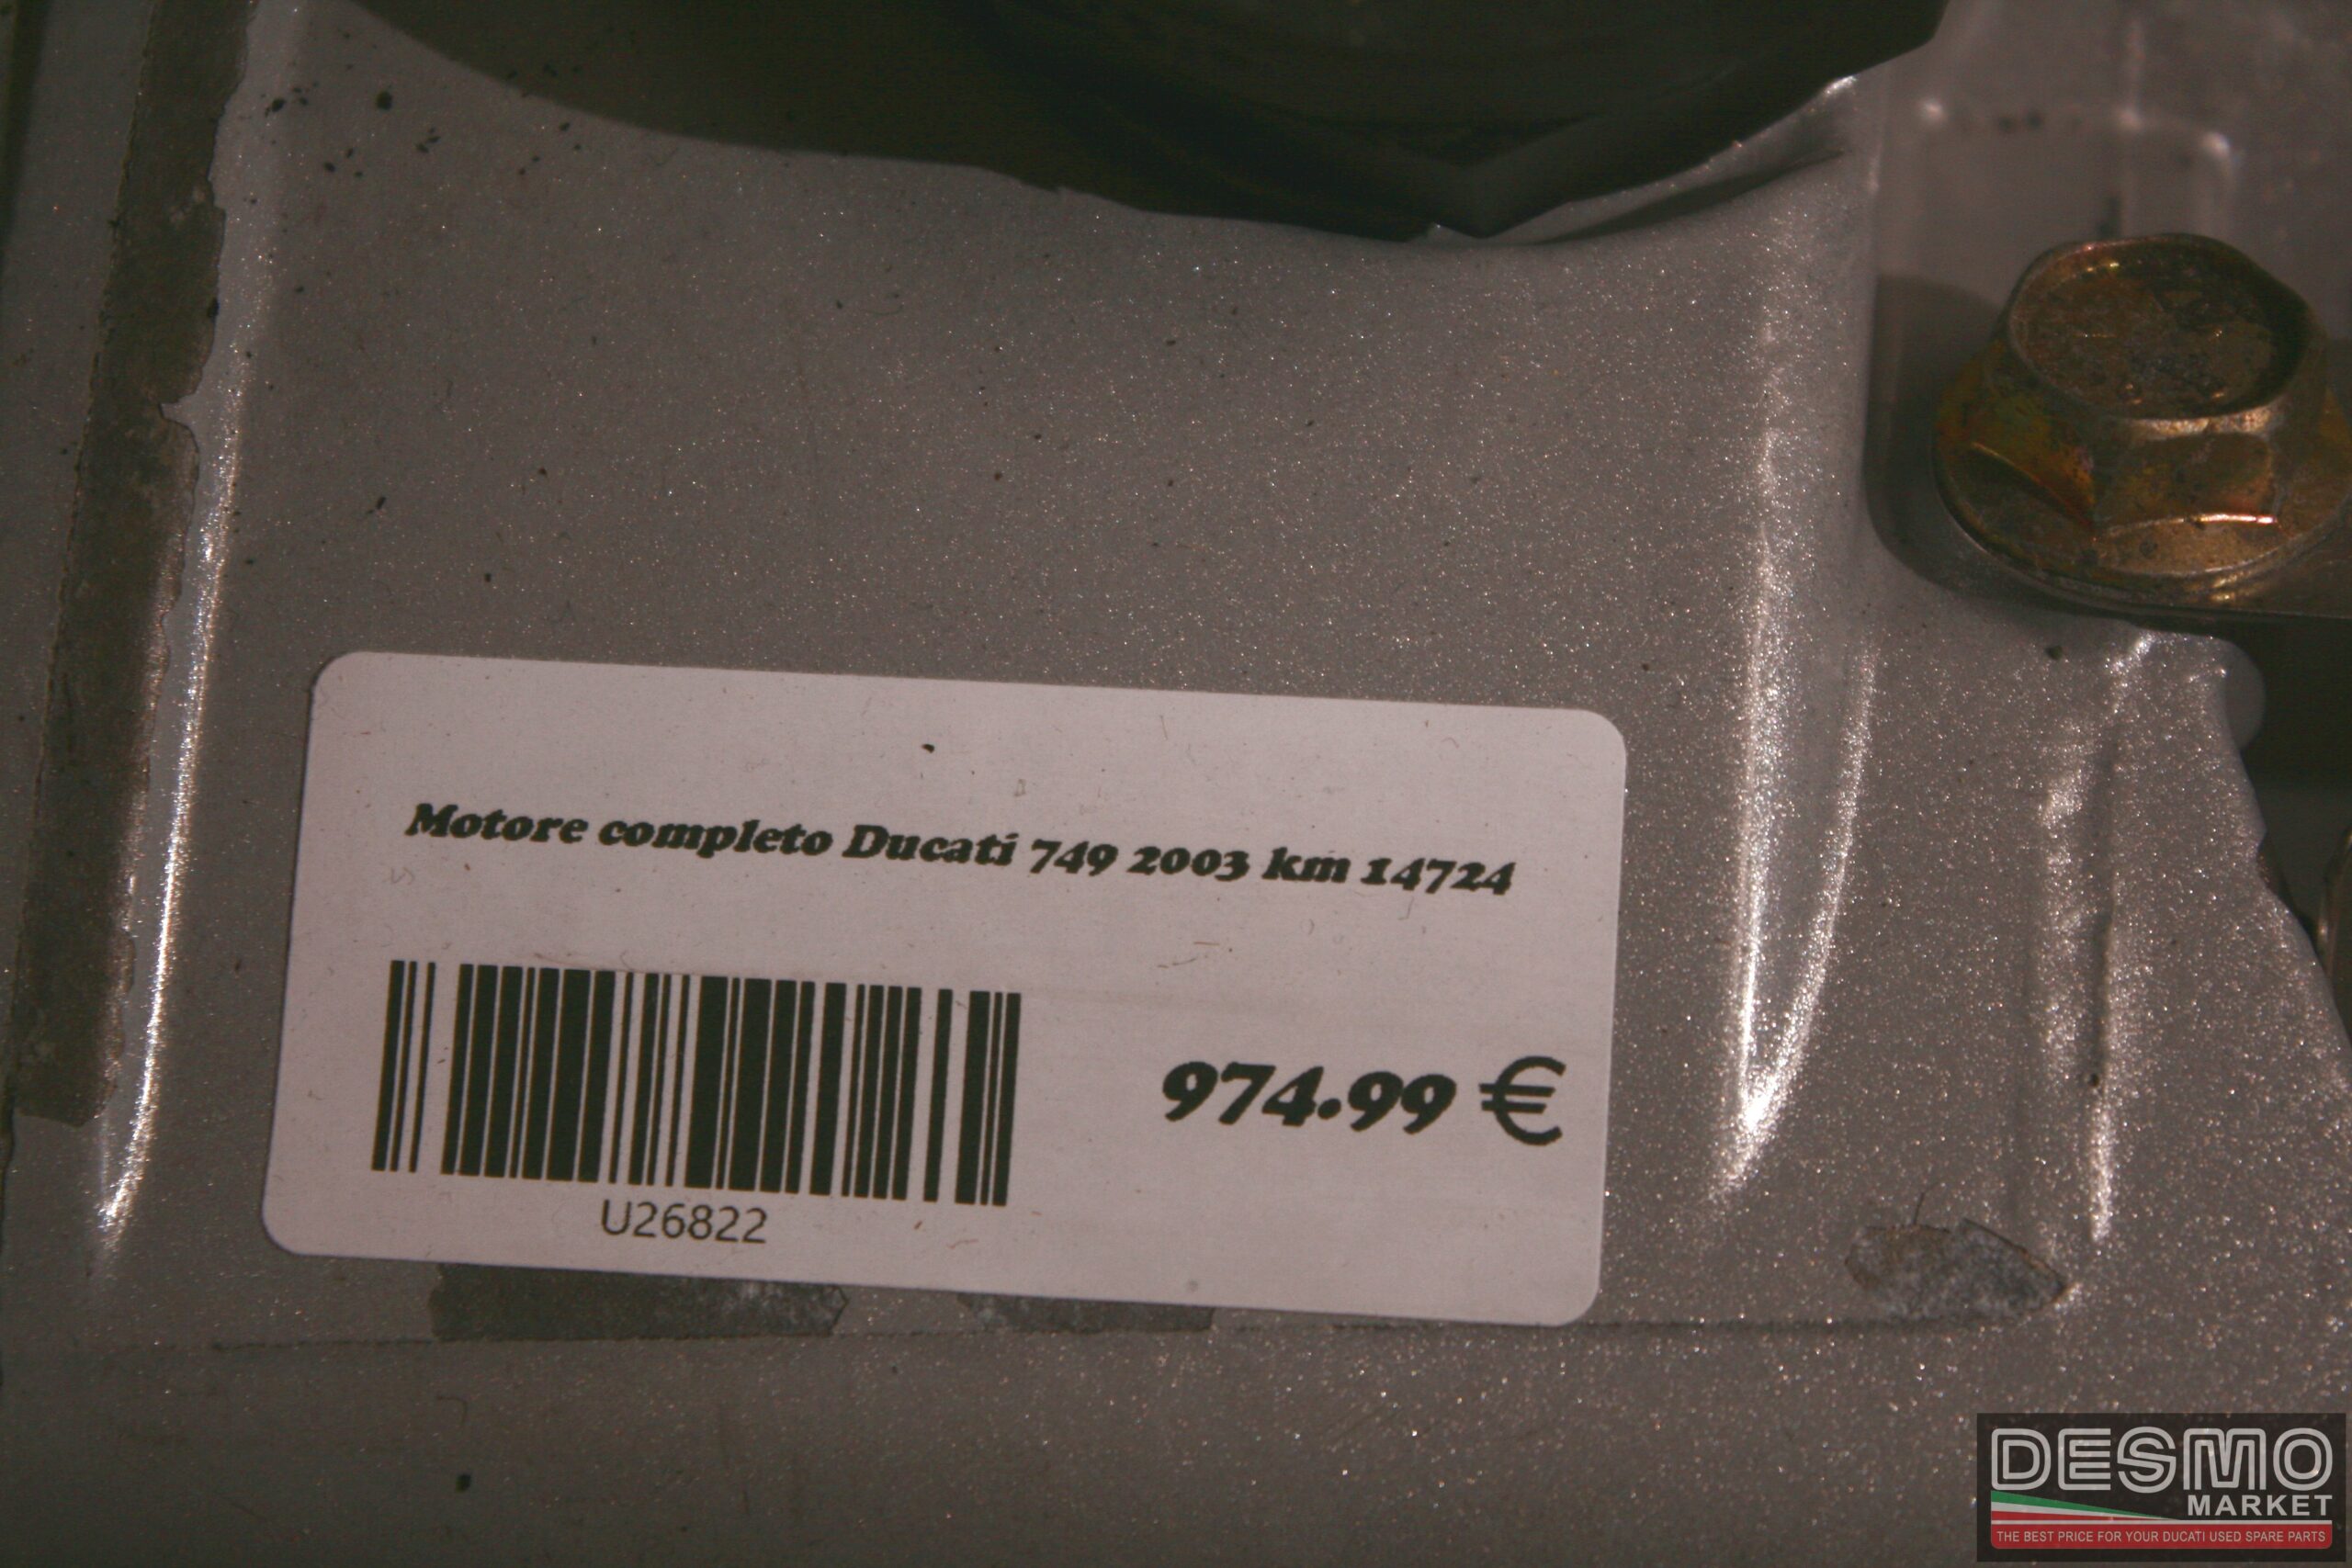 Motore completo Ducati 749 2003 km 14724
974.99 €
U26822
DESMO
MARKET
THE BEST PRICE FOR YOUR DUCATI USED SPARE PARTS